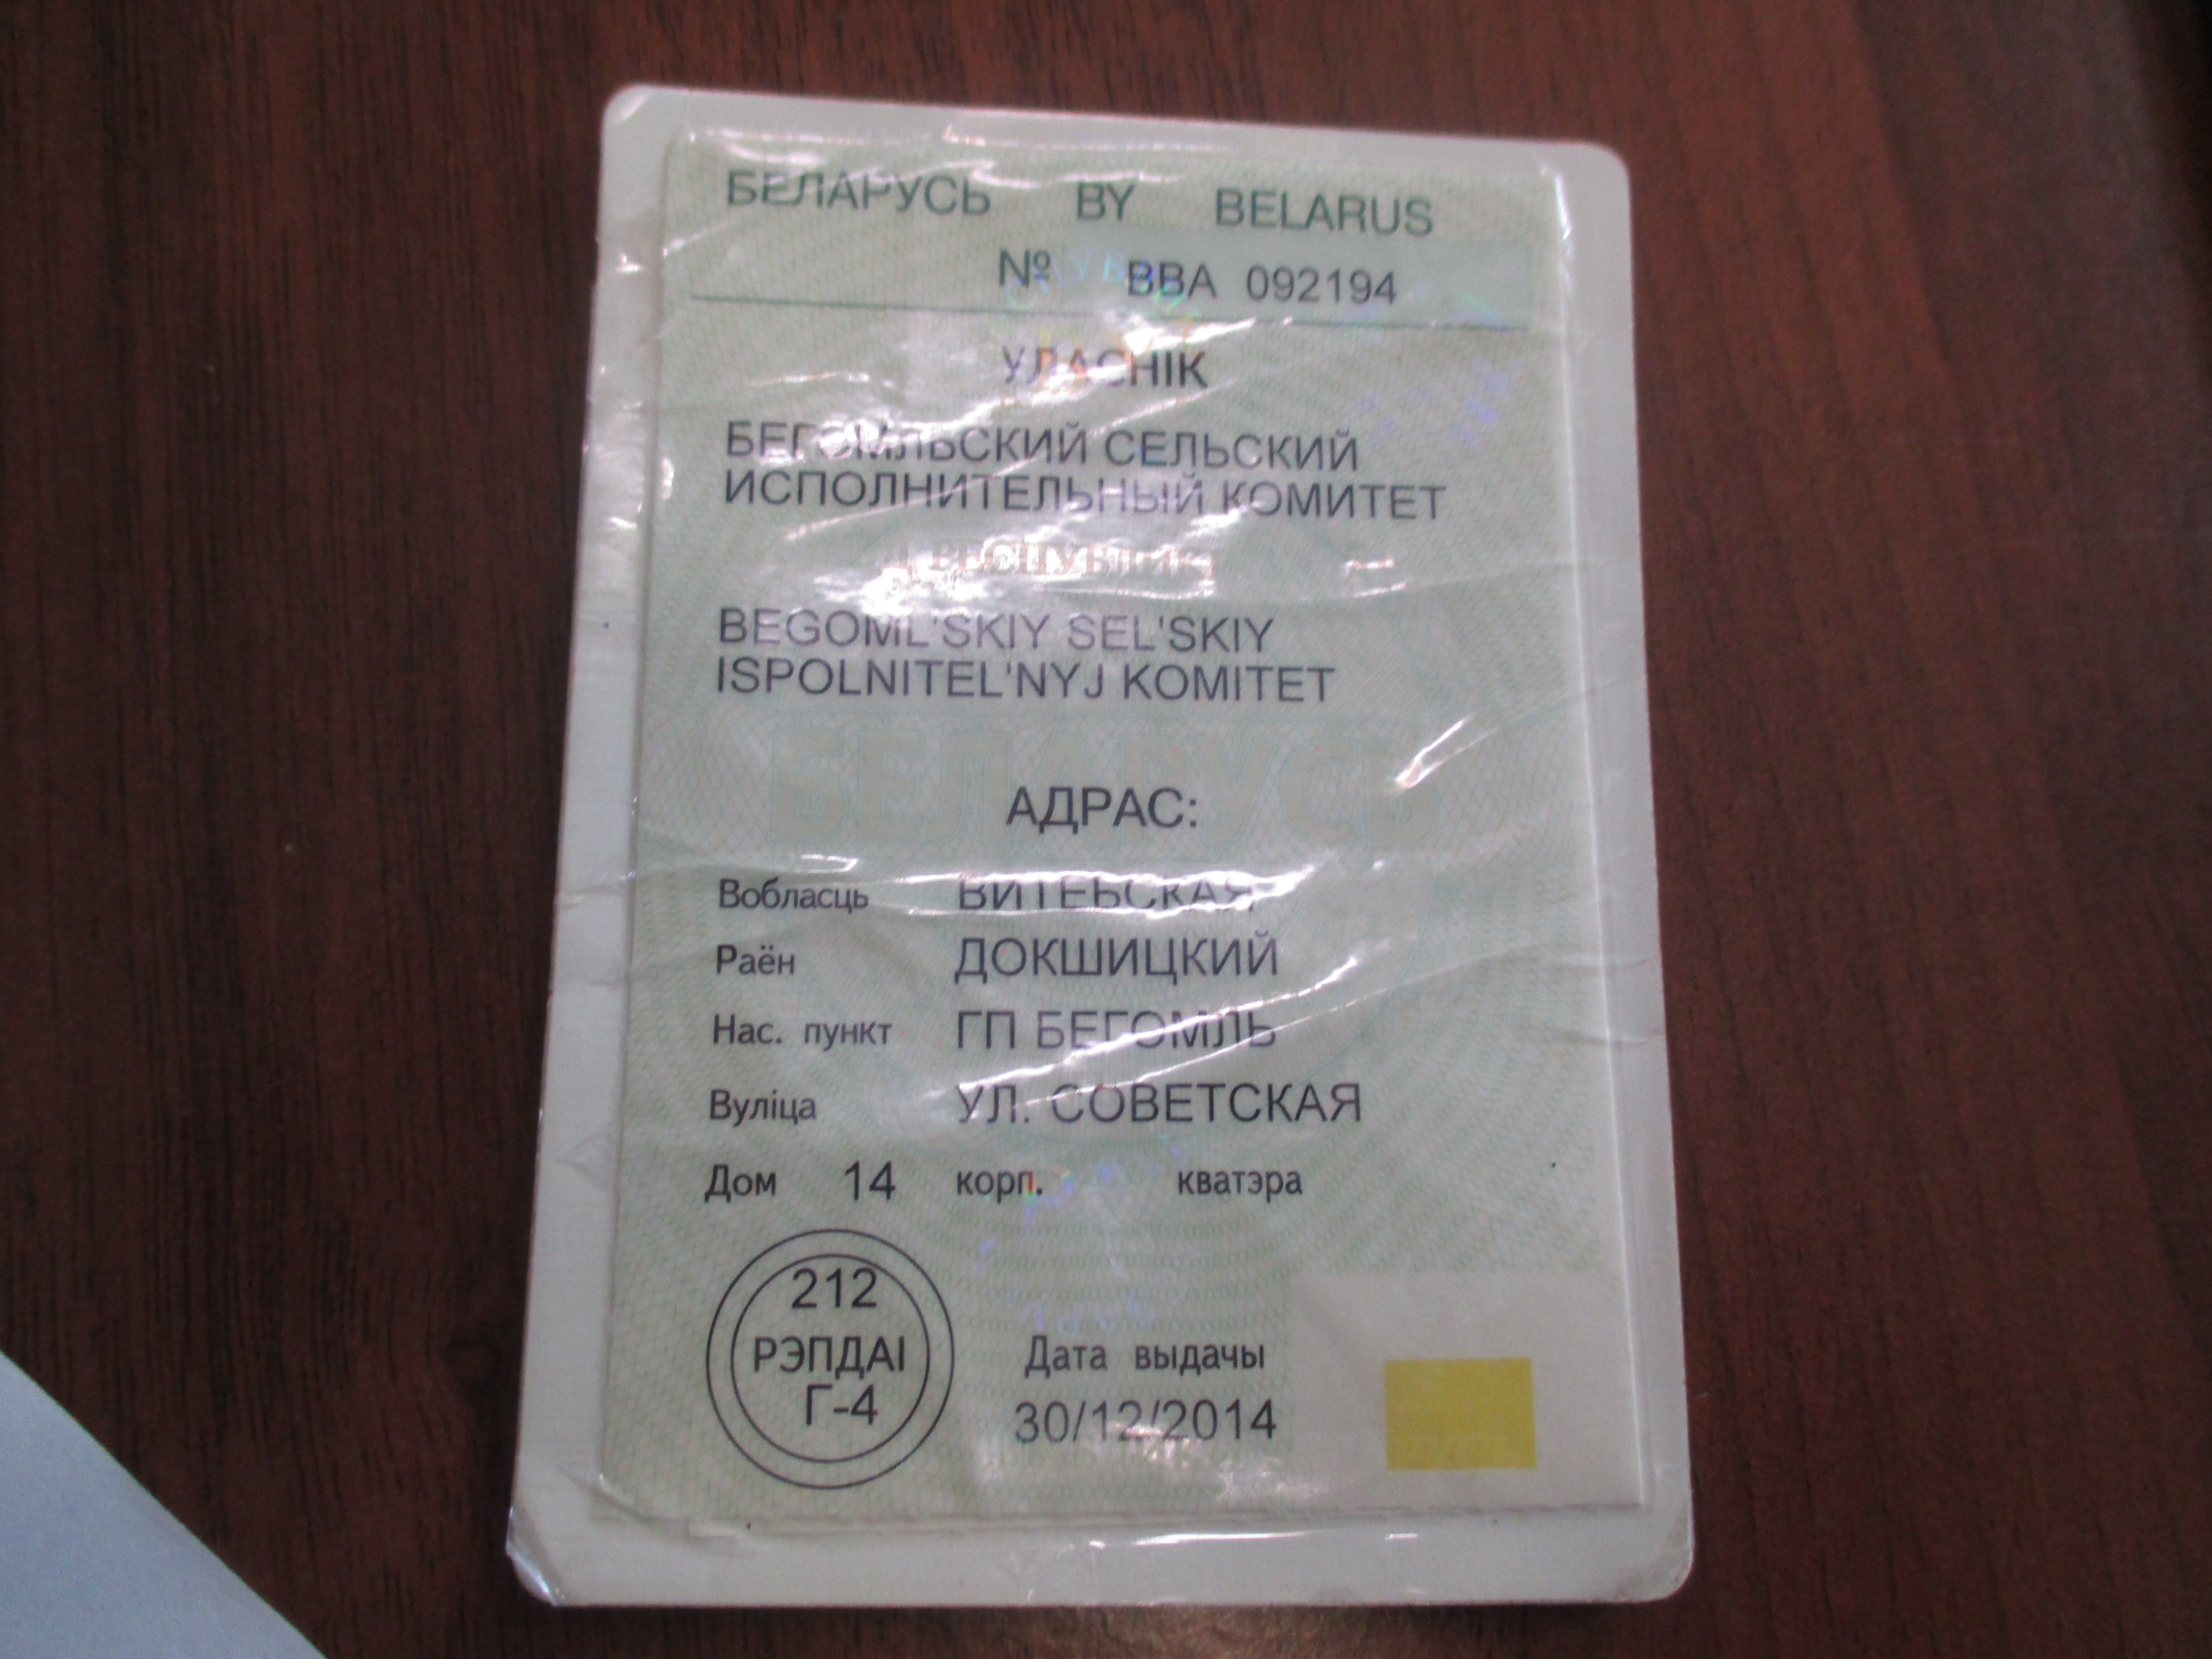 БЕЛАРУСЬ BY BELARUS
№ ВВА 092194
УЛАСНІК
БЕГОМЛЬСКИЙ СЕЛЬСКИЙ
ИСПОЛНИТЕЛЬНЫЙ КОМИТЕТ
BEGOML'SKIY SEL'SKIY
ISPOLNITEL'NYJ KOMITET
БЕЛАРУСЬ
АДРАС:
Вобласць ВИТЕБСКАЯ
Раён ДОКШИЦКИЙ
Нас. пункт ГП БЕГОМЛЬ
Вуліца УЛ. СОВЕТСКАЯ
Дом 14 корп. кватэра
212
РЭПДАІ
Г-4
Дата выдачы
30/12/2014